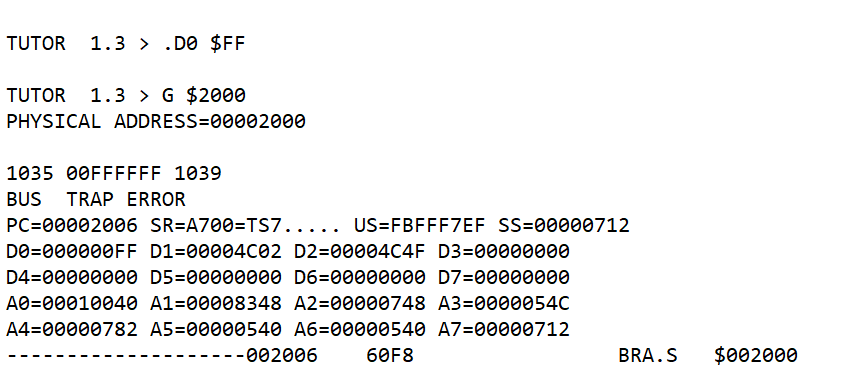 TUTOR  1.3 > .D0 $FF
TUTOR  1.3 > G $2000
PHYSICAL ADDRESS=00002000
1035 00FFFFFF 1039
BUS  TRAP ERROR
PC=00002006 SR=A700=TS7..... US=FBFFF7EF SS=00000712
D0=000000FF D1=00004C02 D2=00004C4F D3=00000000
D4=00000000 D5=00000000 D6=00000000 D7=00000000
A0=00010040 A1=00008348 A2=00000748 A3=0000054C
A4=00000782 A5=00000540 A6=00000540 A7=00000712
--------------------002006    60F8                 BRA.S   $002000